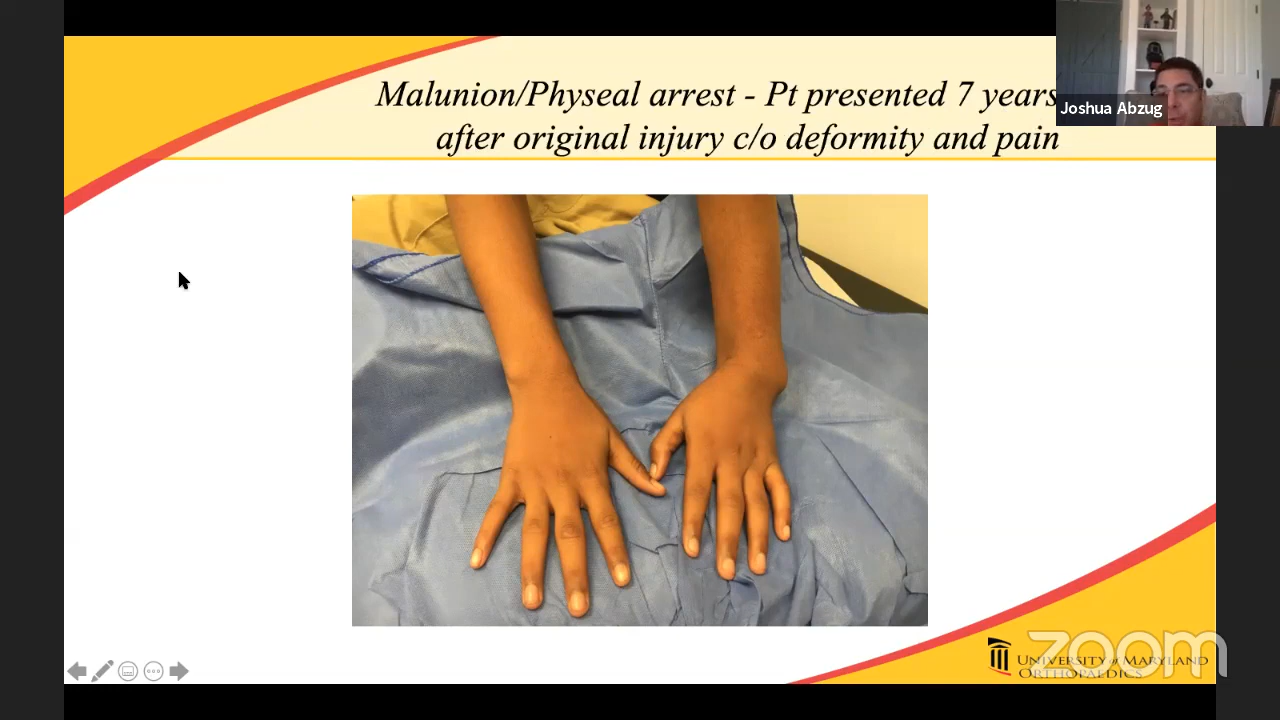 Malunion/Physeal arrest - Pt presented 7 years
after original injury c/o deformity and pain
Joshua Abzug
zoom
UNIVERSITY of MARYLAND
ORTHOPAEDICS